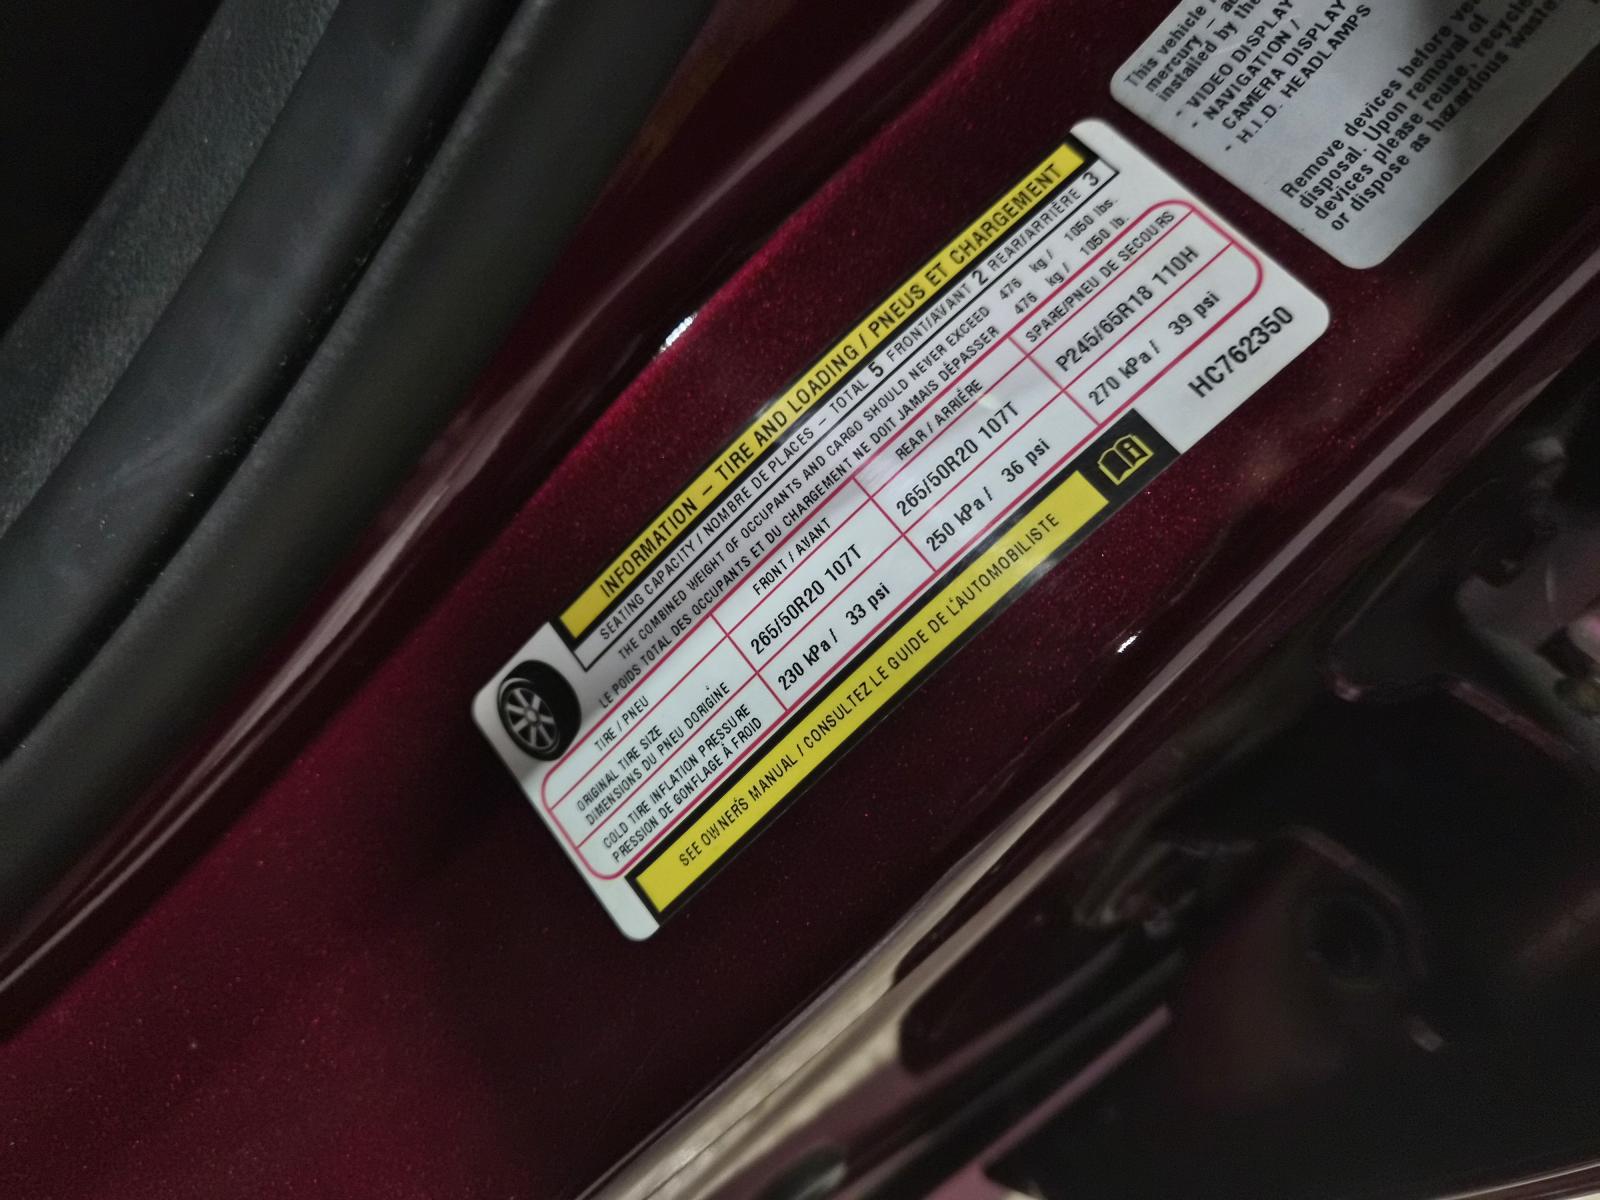 This vehicle
mercury – a
installed by the
- VIDEO DISPLAY
- NAVIGATION /
CAMERA DISPLAY
- H.I.D. HEADLAMPS
Remove devices before
disposal. Upon removal of
devices please reuse, recycle
or dispose as hazardous waste
INFORMATION – TIRE AND LOADING / PNEUS ET CHARGEMENT
SEATING CAPACITY / NOMBRE DE PLACES – TOTAL 5 FRONT/AVANT 2 REAR/ARRIÈRE 3
THE COMBINED WEIGHT OF OCCUPANTS AND CARGO SHOULD NEVER EXCEED 476 kg / 1050 lbs.
LE POIDS TOTAL DES OCCUPANTS ET DU CHARGEMENT NE DOIT JAMAIS DÉPASSER 476 kg / 1050 lb.
TIRE / PNEU FRONT / AVANT REAR / ARRIÈRE SPARE/PNEU DE SECOURS
ORIGINAL TIRE SIZE
DIMENSIONS DU PNEU D'ORIGINE
265/50R20 107T 265/50R20 107T P245/65R18 110H
COLD TIRE INFLATION PRESSURE
PRESSION DE GONFLAGE À FROID
230 kPa / 33 psi 250 kPa / 36 psi 270 kPa / 39 psi
SEE OWNER'S MANUAL / CONSULTEZ LE GUIDE DE L'AUTOMOBILISTE
HC762350